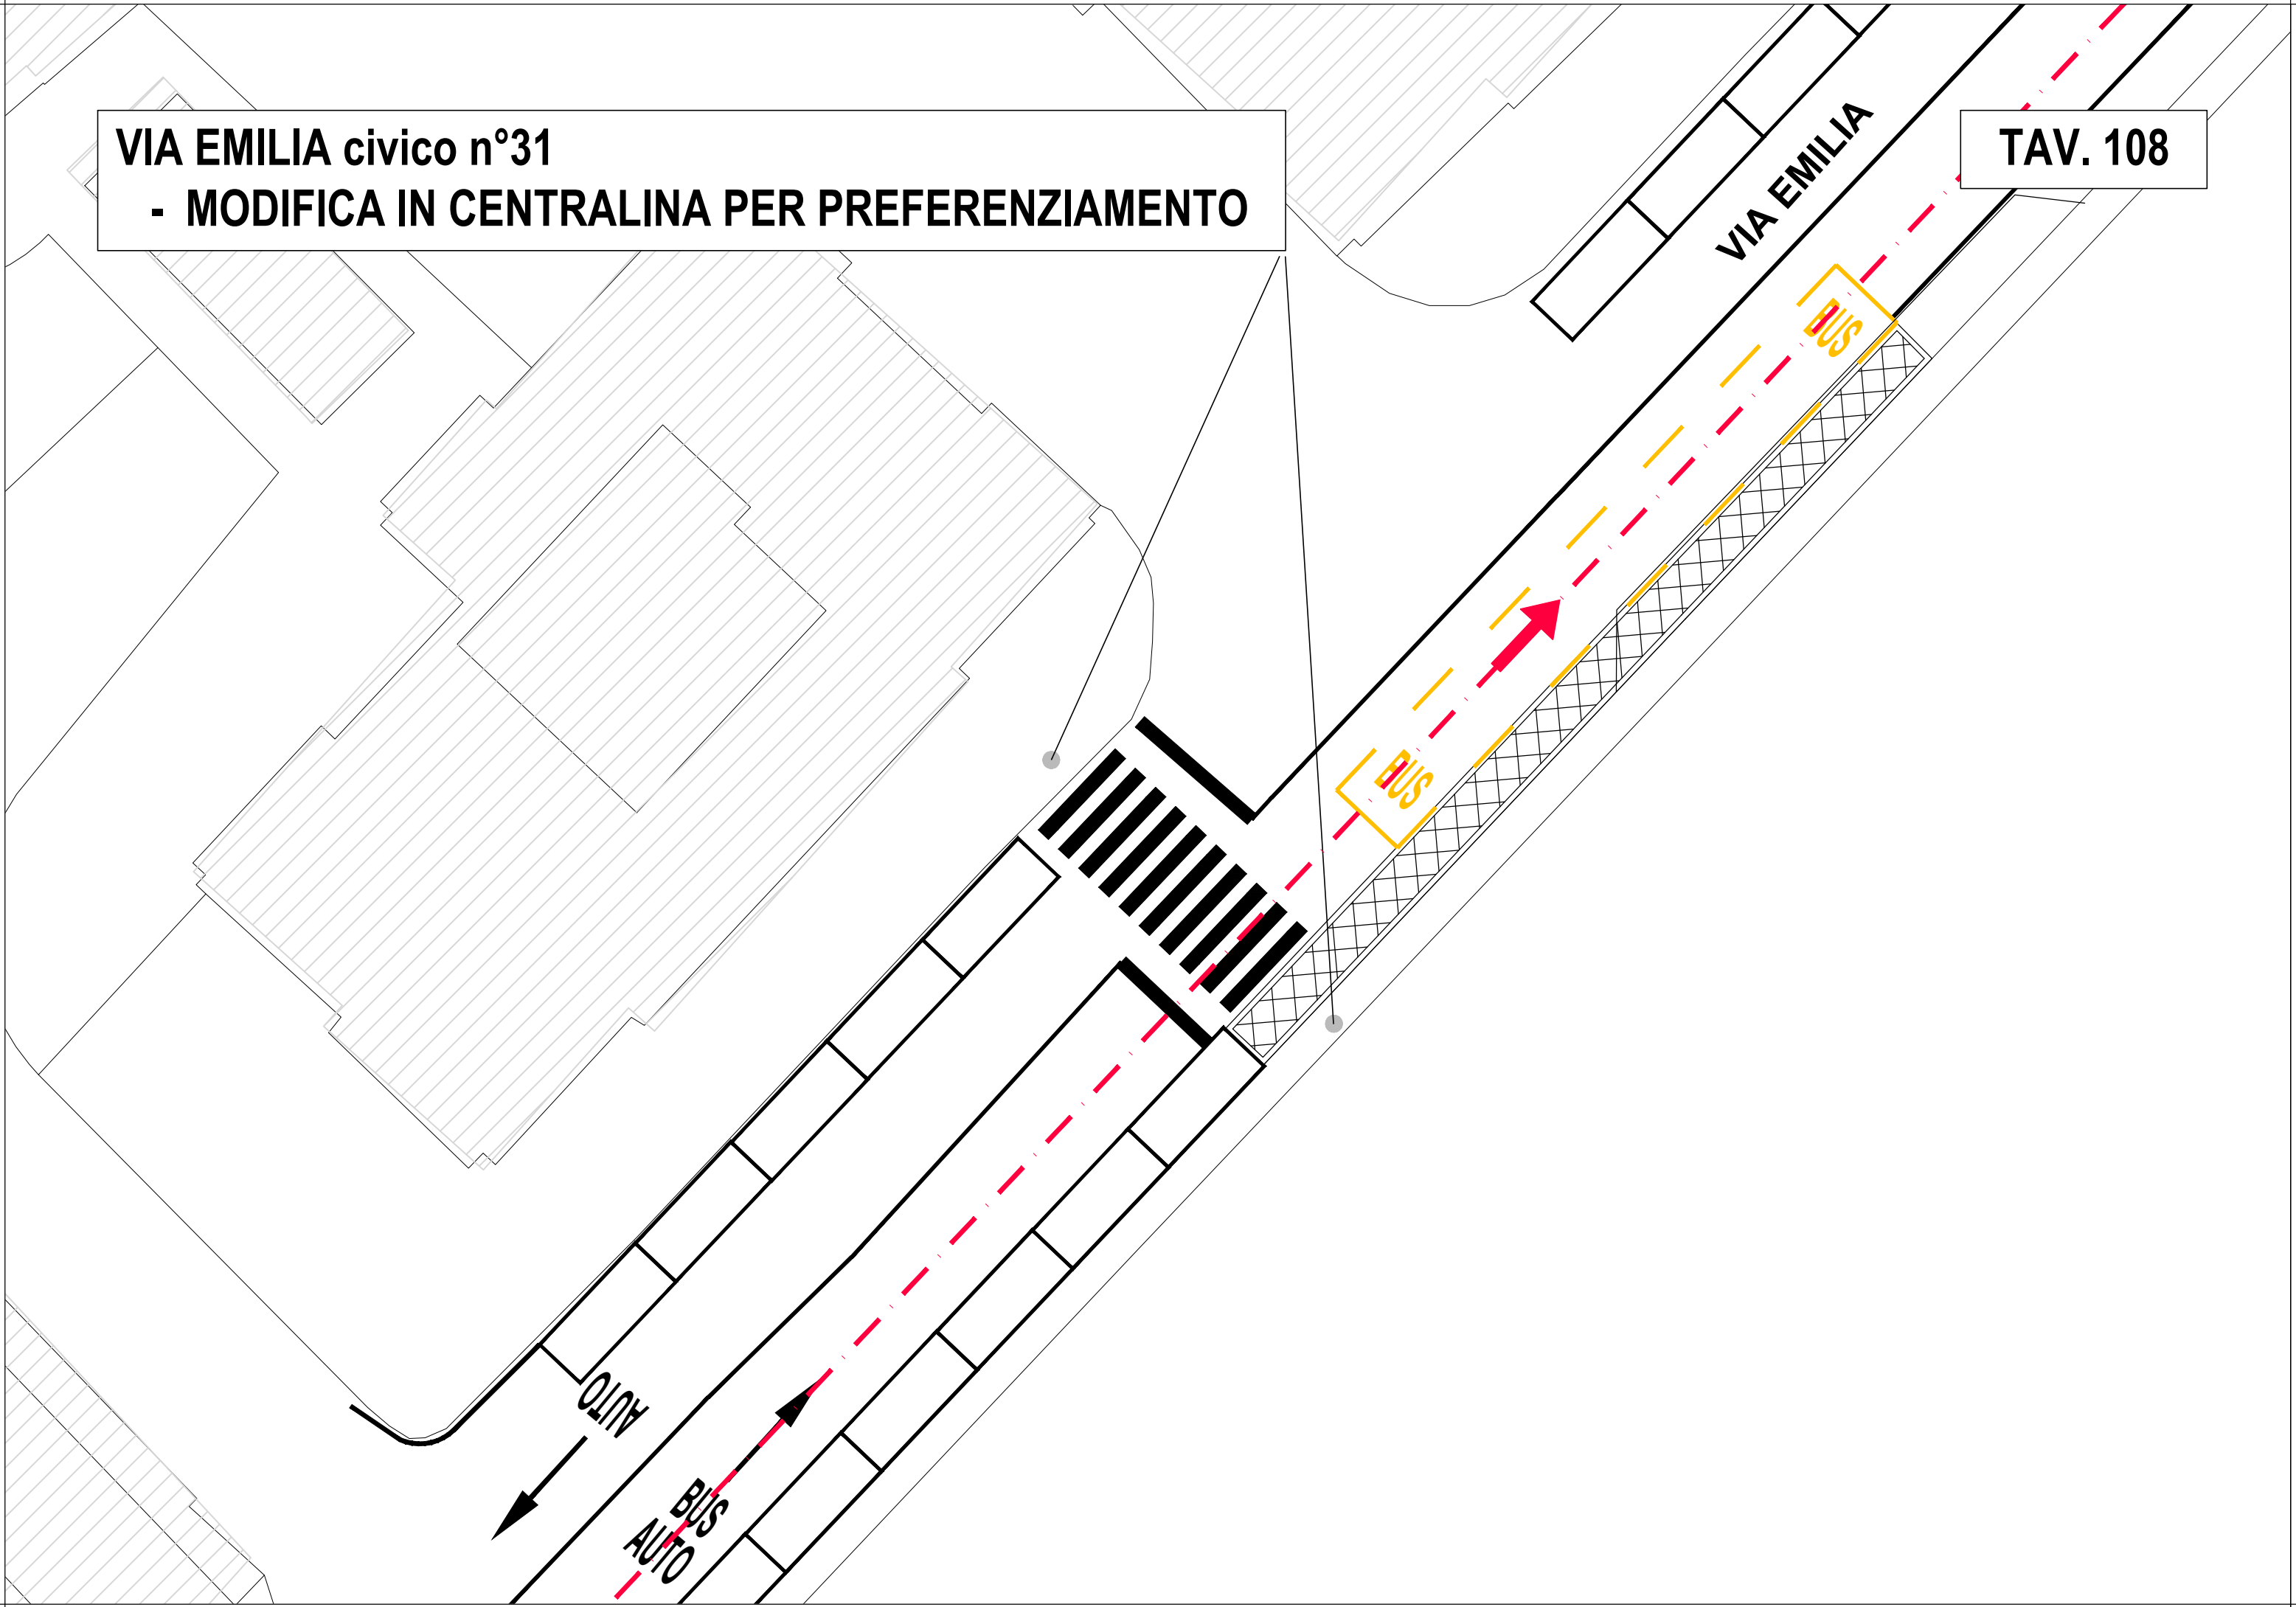 VIA EMILIA civico n°31
- MODIFICA IN CENTRALINA PER PREFERENZIAMENTO
TAV. 108
VIA EMILIA
BUS
BUS
AUTO
BUS
AUTO